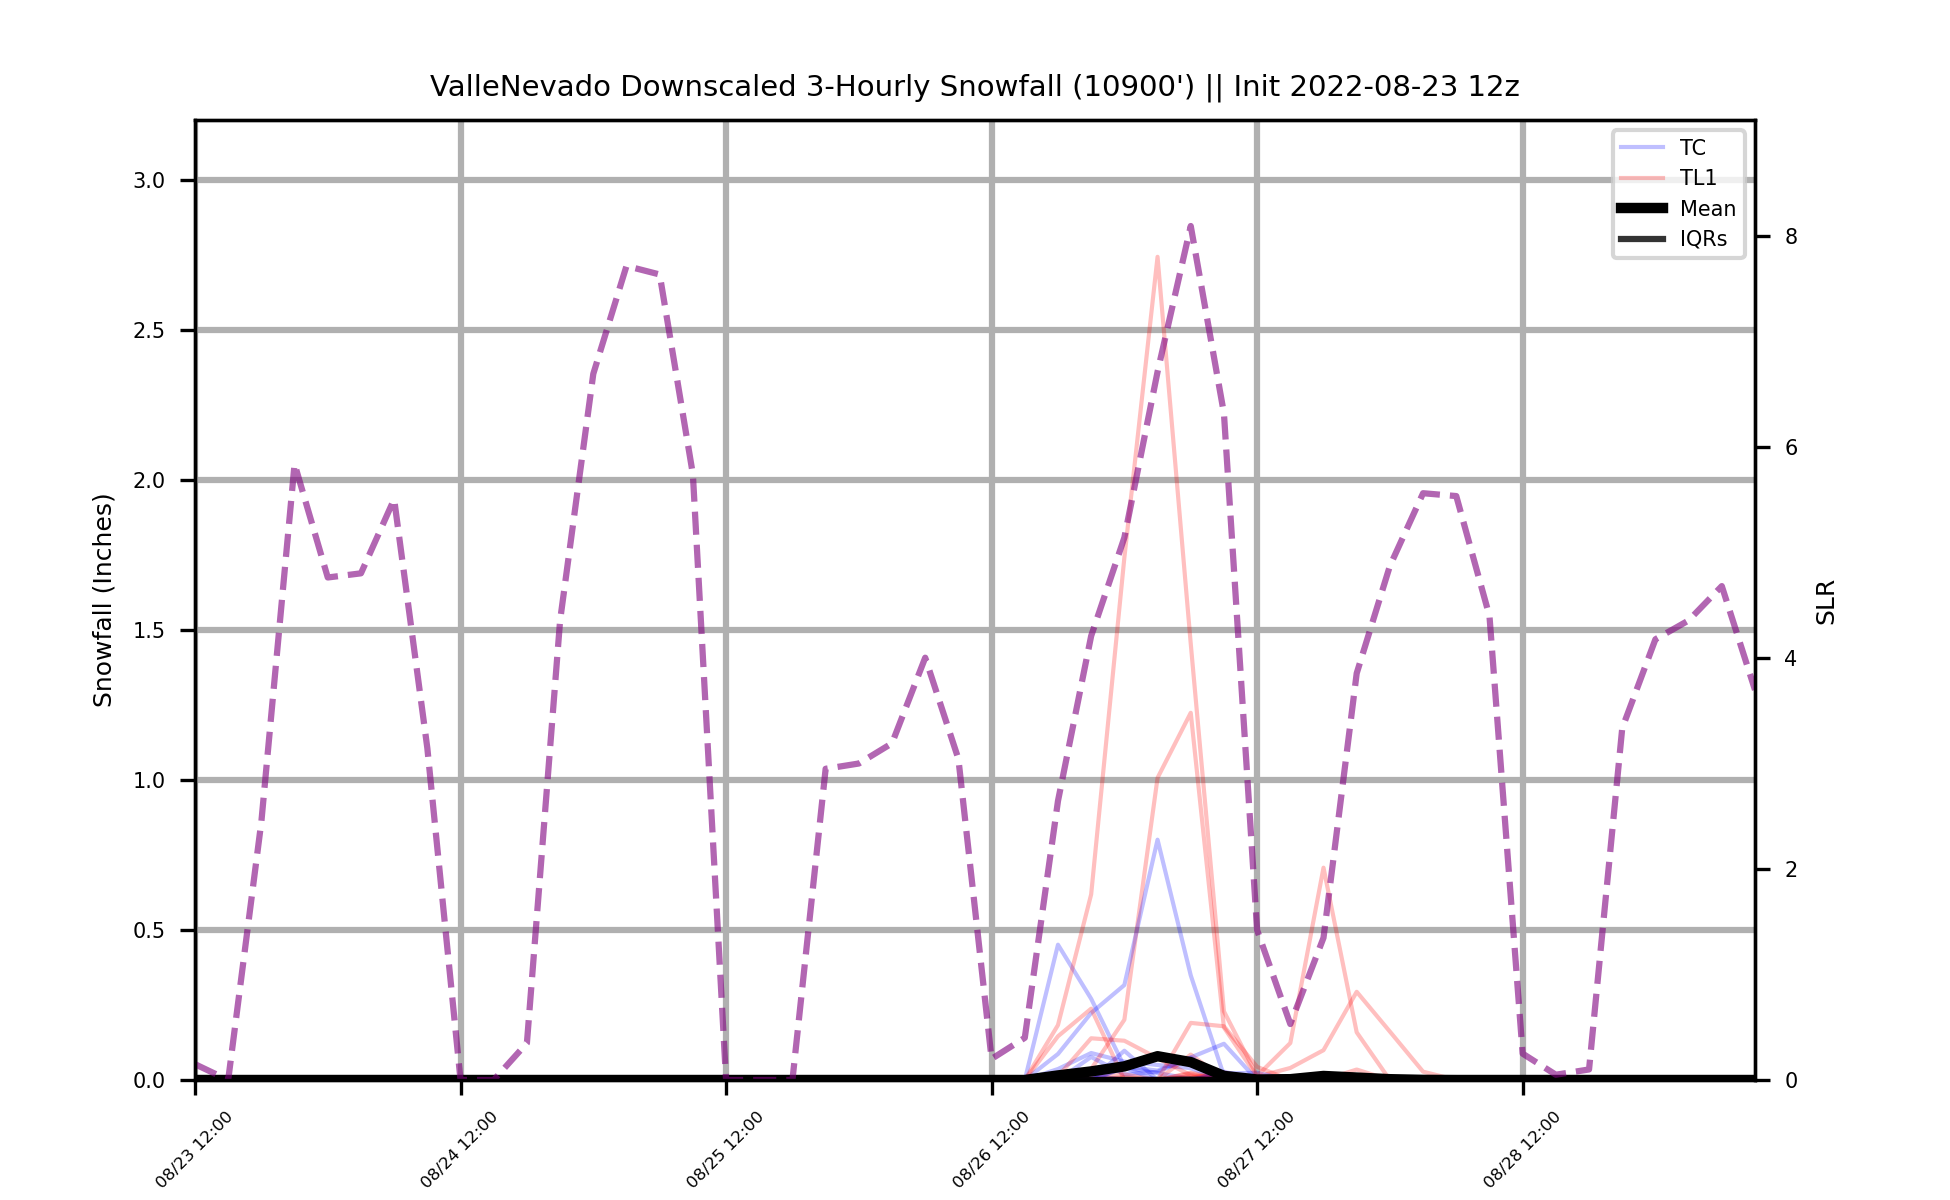 ValleNevado Downscaled 3-Hourly Snowfall (10900') || Init 2022-08-23 12z
TC
TL1
Mean
IQRs
3.0
2.5
2.0
1.5
1.0
0.5
0.0
Snowfall (Inches)
8
6
4
2
0
SLR
08/23 12:00
08/24 12:00
08/25 12:00
08/26 12:00
08/27 12:00
08/28 12:00